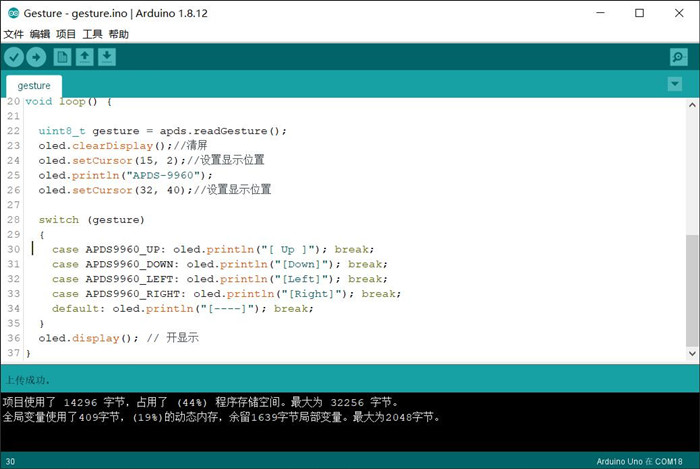 Gesture - gesture.ino | Arduino 1.8.12
文件 编辑 项目 工具 帮助
gesture
20 void loop() {
21
22 uint8_t gesture = apds.readGesture();
23 oled.clearDisplay();//清屏
24 oled.setCursor(15, 2);//设置显示位置
25 oled.println("APDS-9960");
26 oled.setCursor(32, 40);//设置显示位置
27
28 switch (gesture)
29 {
30 case APDS9960_UP: oled.println("[ Up ]"); break;
31 case APDS9960_DOWN: oled.println("[Down]"); break;
32 case APDS9960_LEFT: oled.println("[Left]"); break;
33 case APDS9960_RIGHT: oled.println("[Right]"); break;
34 default: oled.println("[----]"); break;
35 }
36 oled.display(); // 开显示
37 }
上传成功。
项目使用了 14296 字节，占用了 (44%) 程序存储空间。最大为 32256 字节。
全局变量使用了409字节，(19%)的动态内存，余留1639字节局部变量。最大为2048字节。
30 Arduino Uno 在 COM18